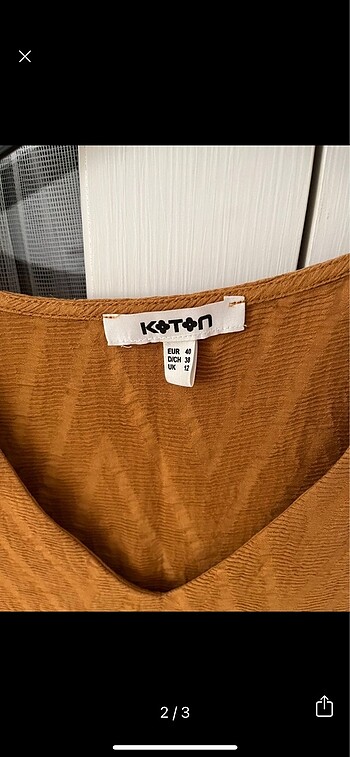 KOTON
EUR 40
D/CH 38
UK 12
2/3